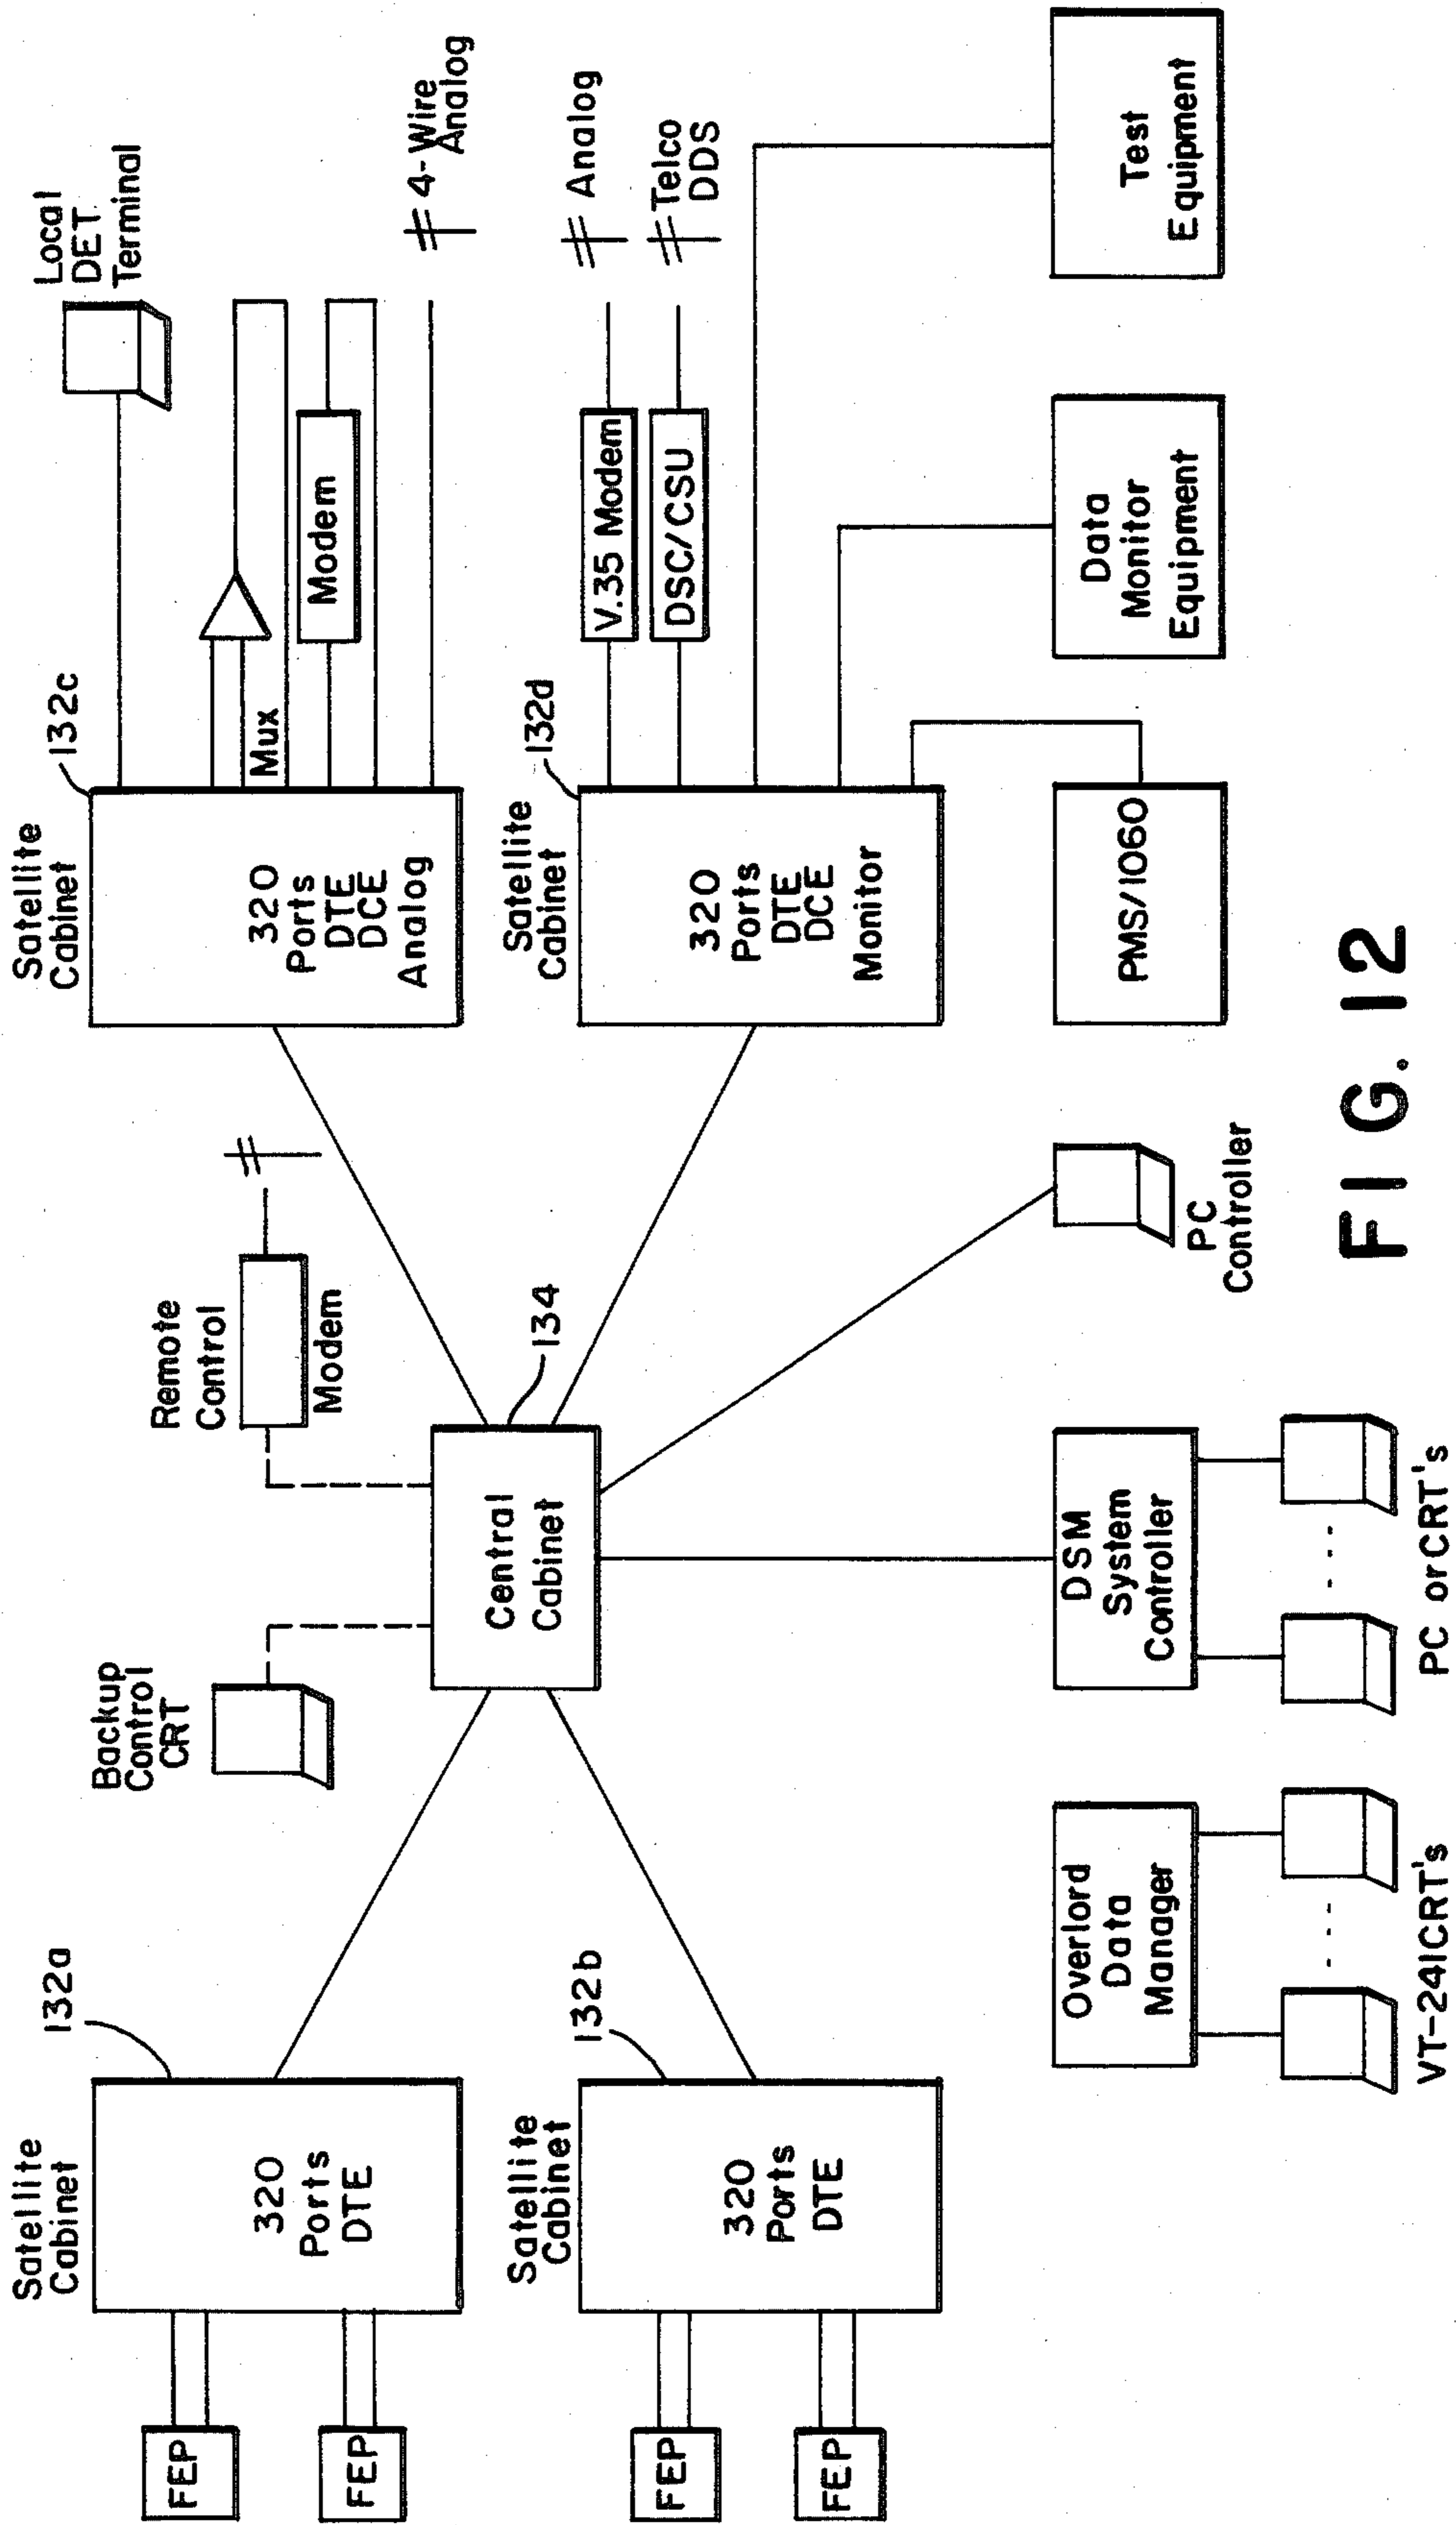 Satellite
Cabinet
132a
320
Ports
DTE
FEP
FEP
Satellite
Cabinet
132b
320
Ports
DTE
FEP
FEP
Backup
Control
CRT
Remote
Control
Modem
Central
Cabinet
134
Satellite
Cabinet
132c
320
Ports
DTE
DCE
Analog
Local
DET.
Terminal
Mux
Modem
4-Wire
Analog
Satellite
Cabinet
132d
320
Ports
DTE
DCE
Monitor
V.35 Modem
Analog
DSC/CSU
Telco
DDS
Overlord
Data
Manager
VT-241CRT's
DSM
System
Controller
PC or CRT's
PC
Controller
PMS/1060
Data
Monitor
Equipment
Test
Equipment
FIG. 12